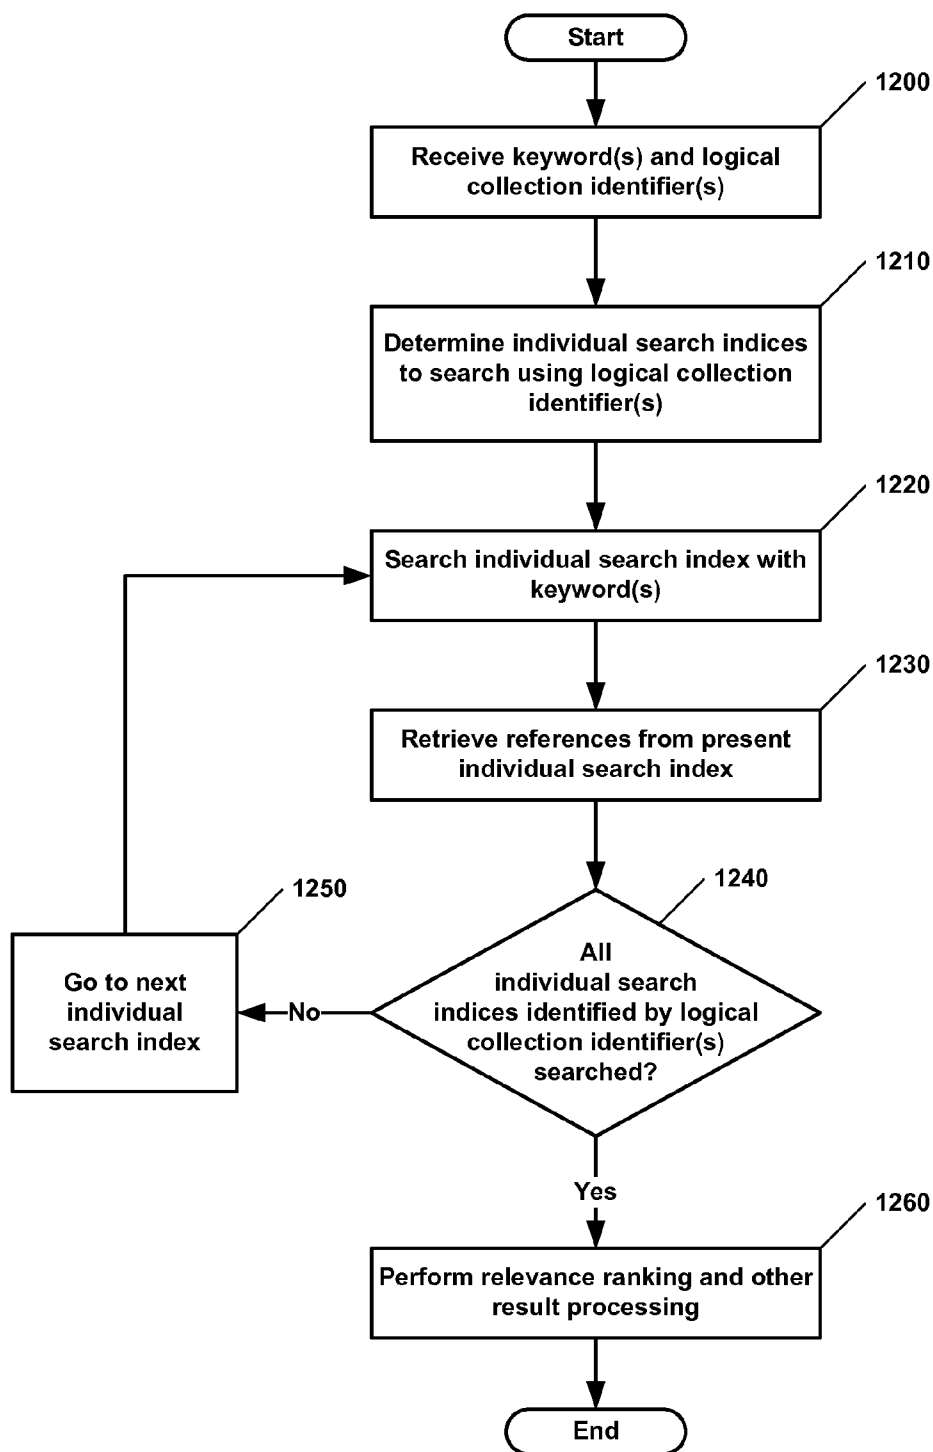 Start
1200
Receive keyword(s) and logical
collection identifier(s)
1210
Determine individual search indices
to search using logical collection
identifier(s)
1220
Search individual search index with
keyword(s)
1230
Retrieve references from present
individual search index
1240
All
individual search
indices identified by logical
collection identifier(s)
searched?
No
1250
Go to next
individual
search index
Yes
1260
Perform relevance ranking and other
result processing
End